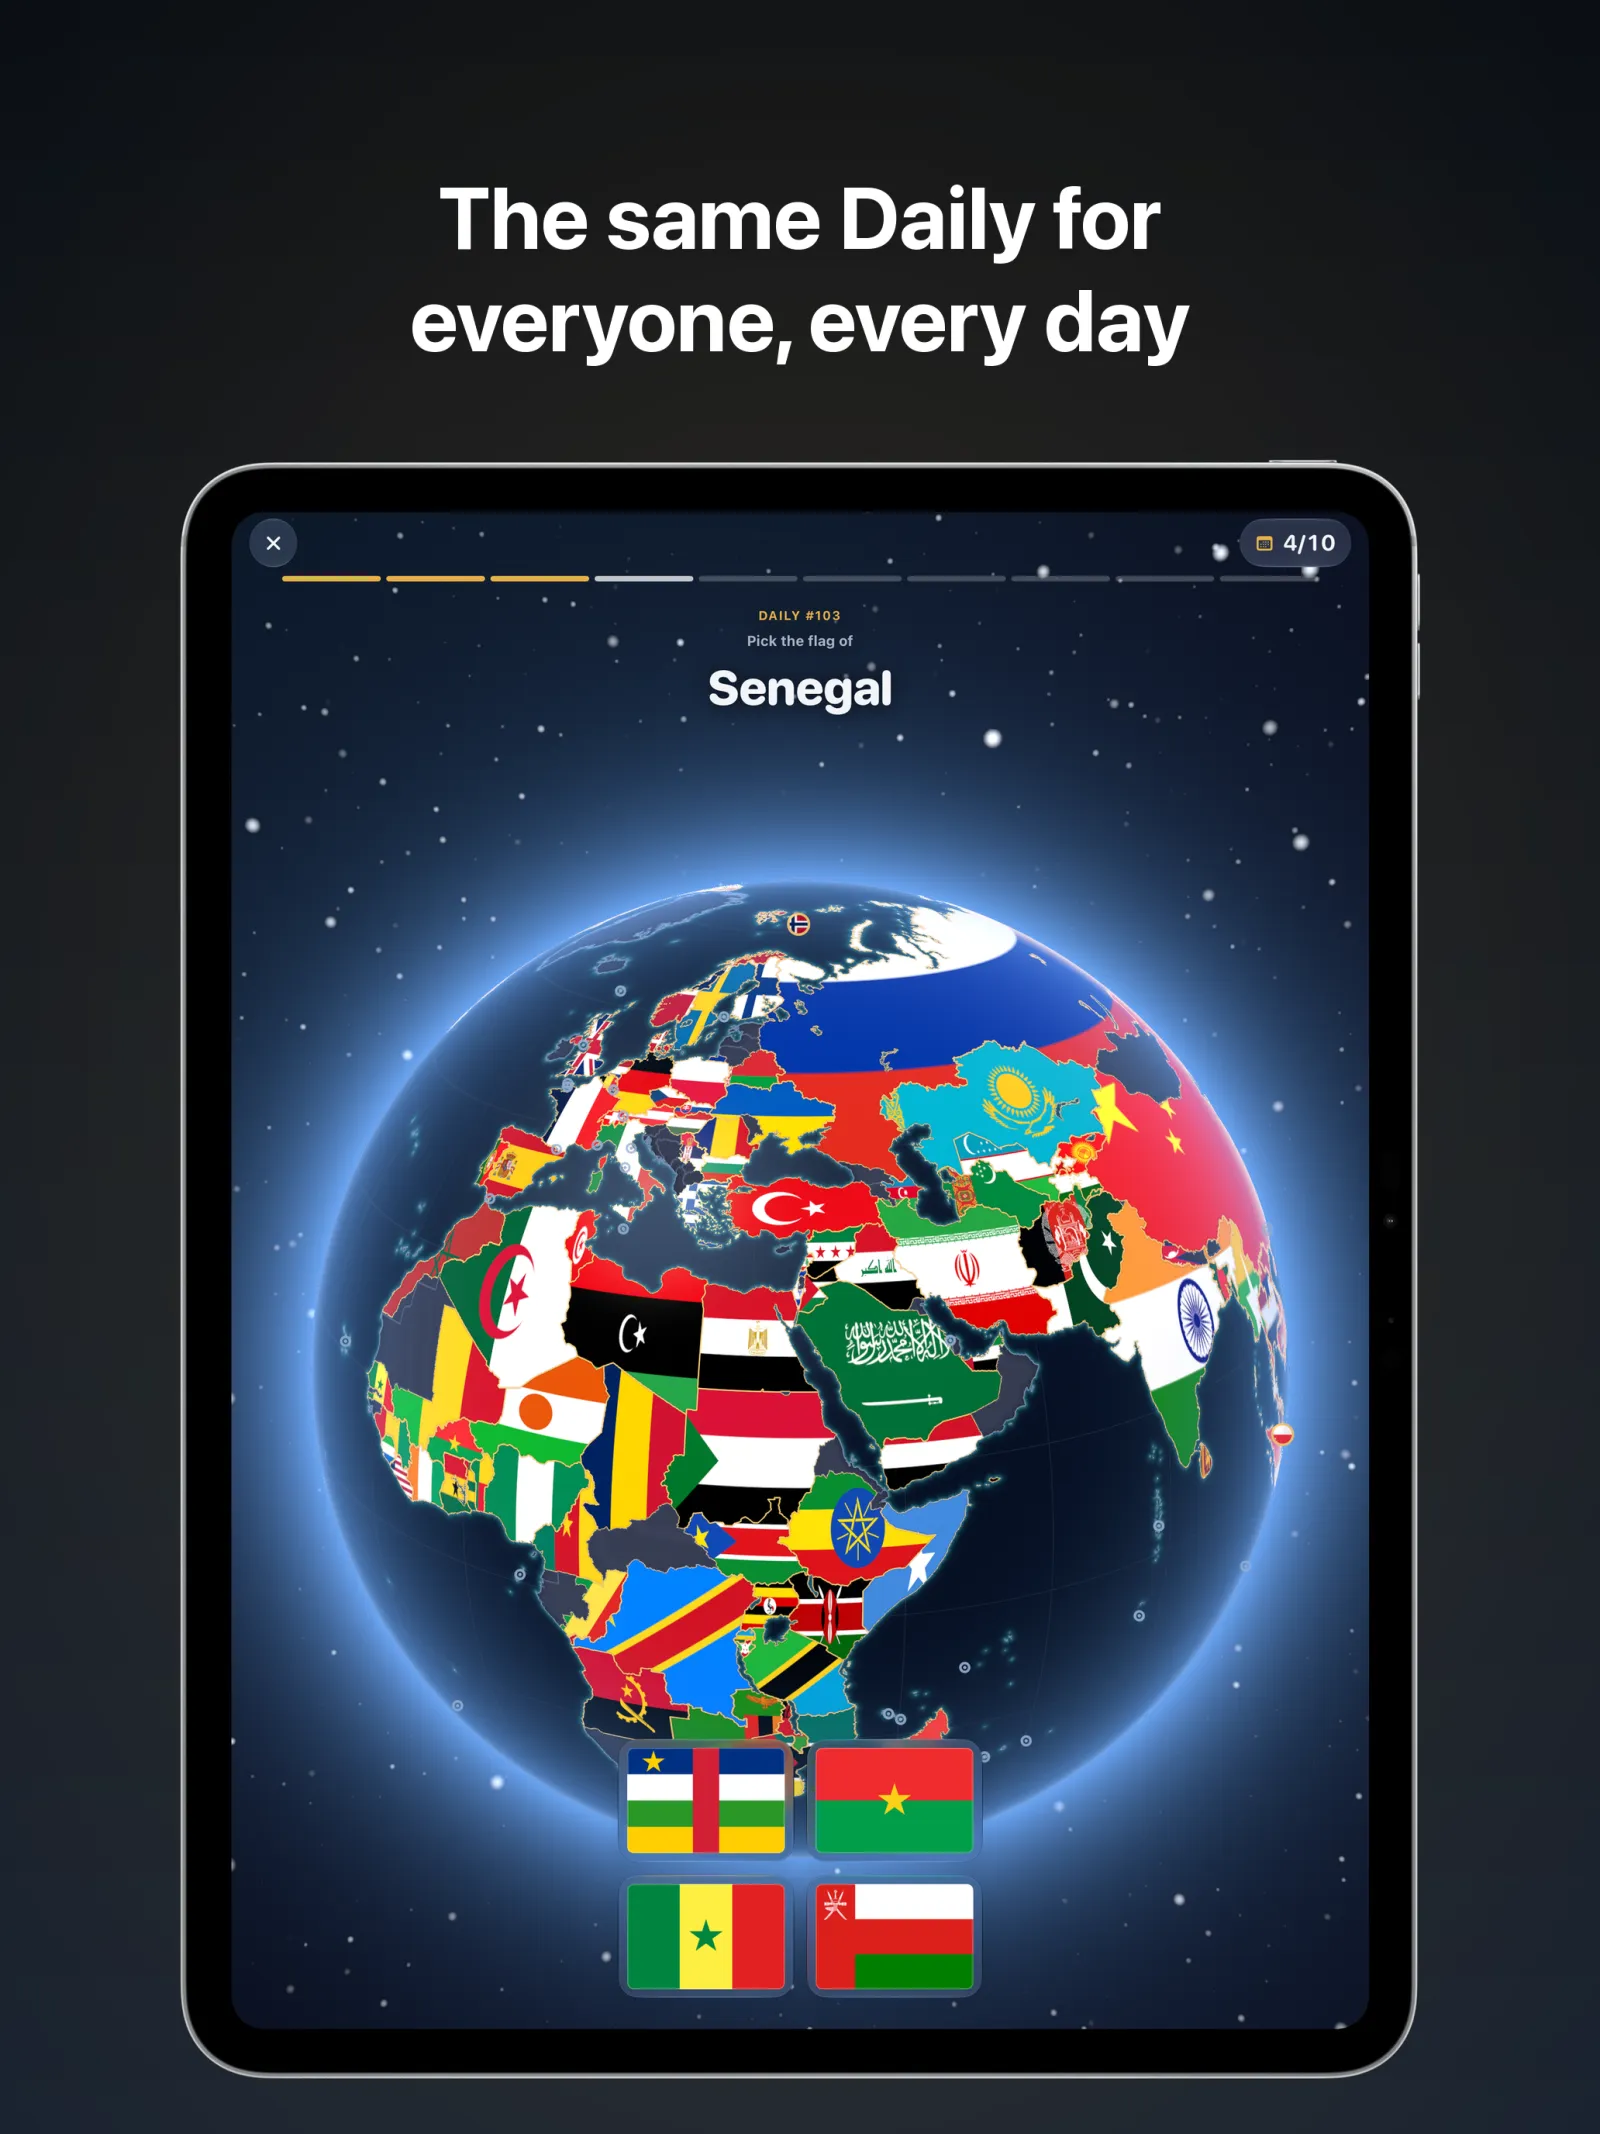 The same Daily for
everyone, every day
4/10
DAILY #103
Pick the flag of
Senegal